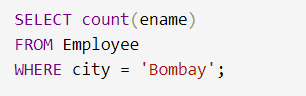 SELECT count(ename)
FROM Employee
WHERE city = 'Bombay';